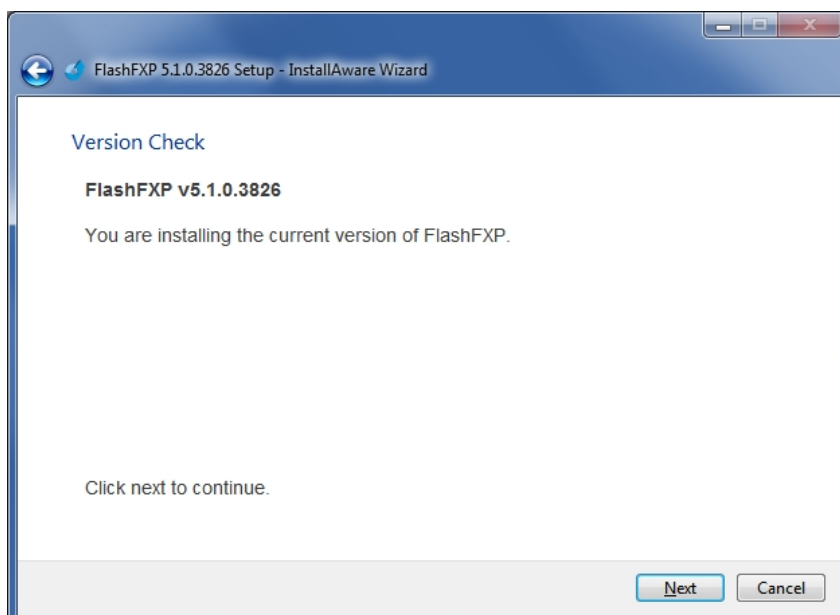 FlashFXP 5.1.0.3826 Setup - InstallAware Wizard
Version Check
FlashFXP v5.1.0.3826
You are installing the current version of FlashFXP.
Click next to continue.
Next
Cancel